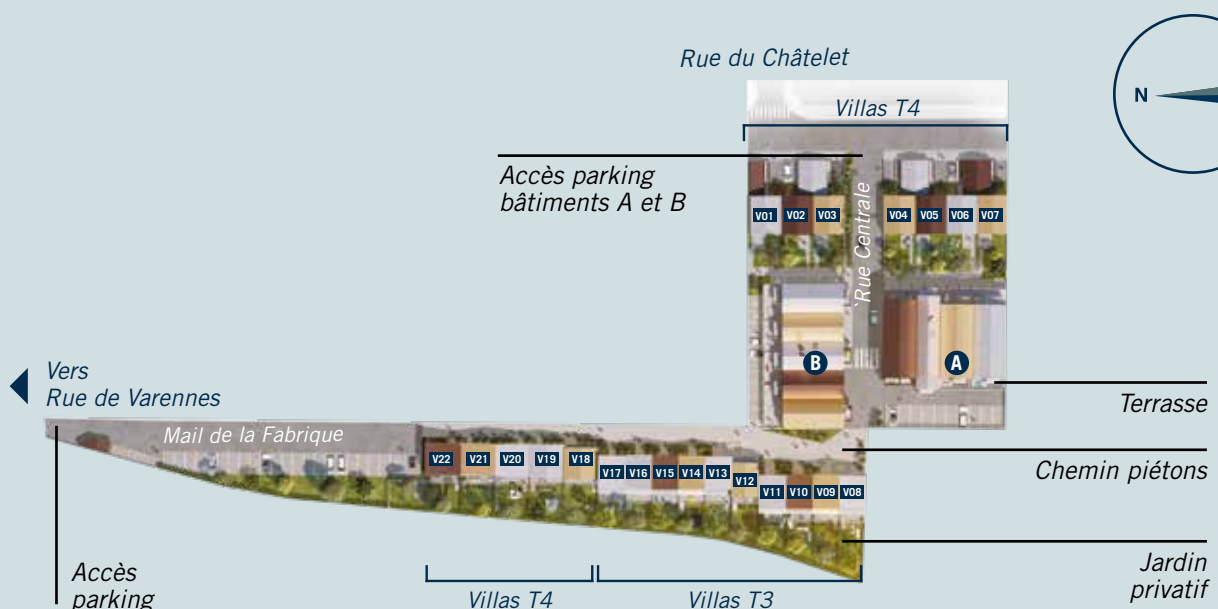 Rue du Châtelet
N
Villas T4
Accès parking
bâtiments A et B
V01 V02 V03 V04 V05 V06 V07
Rue Centrale
B A
Vers
Rue de Varennes
Terrasse
Mail de la Fabrique
V22 V21 V20 V19 V18 V17 V16 V15 V14 V13 V12 V11 V10 V09 V08
Chemin piétons
Accès
parking
Villas T4
Villas T3
Jardin
privatif